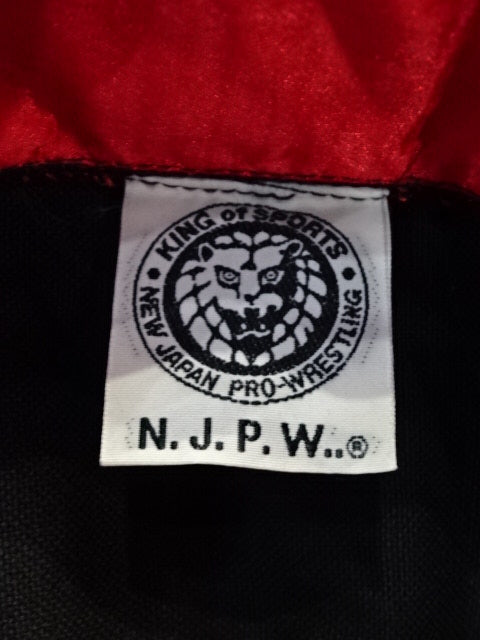 KING of SPORTS
NEW JAPAN PRO-WRESTLING
N. J. P. W..®